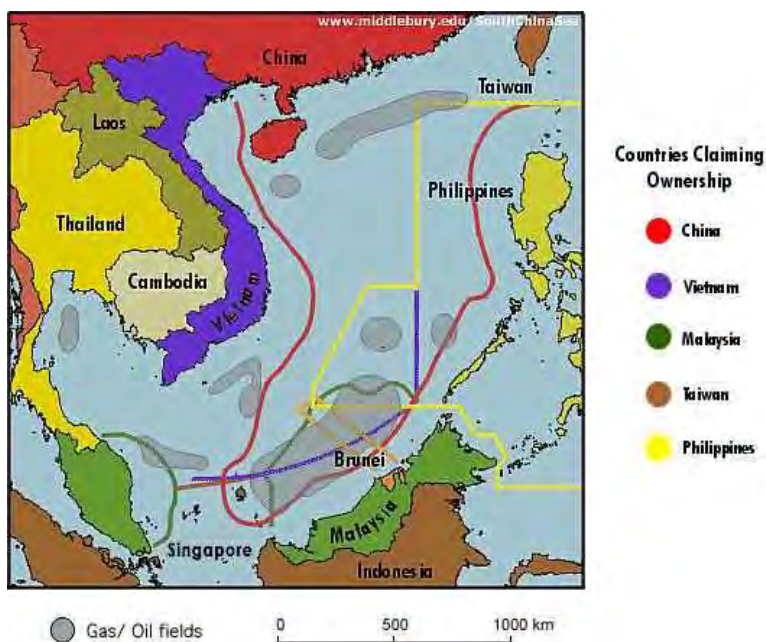 www.middlebury.edu/SouthChinaSea
China
Taiwan
Laos
Philippines
Thailand
Cambodia
Vietnam
Brunei
Malaysia
Singapore
Indonesia
Countries Claiming
Ownership
China
Vietnam
Malaysia
Taiwan
Philippines
Gas/ Oil fields
0 500 1000 km